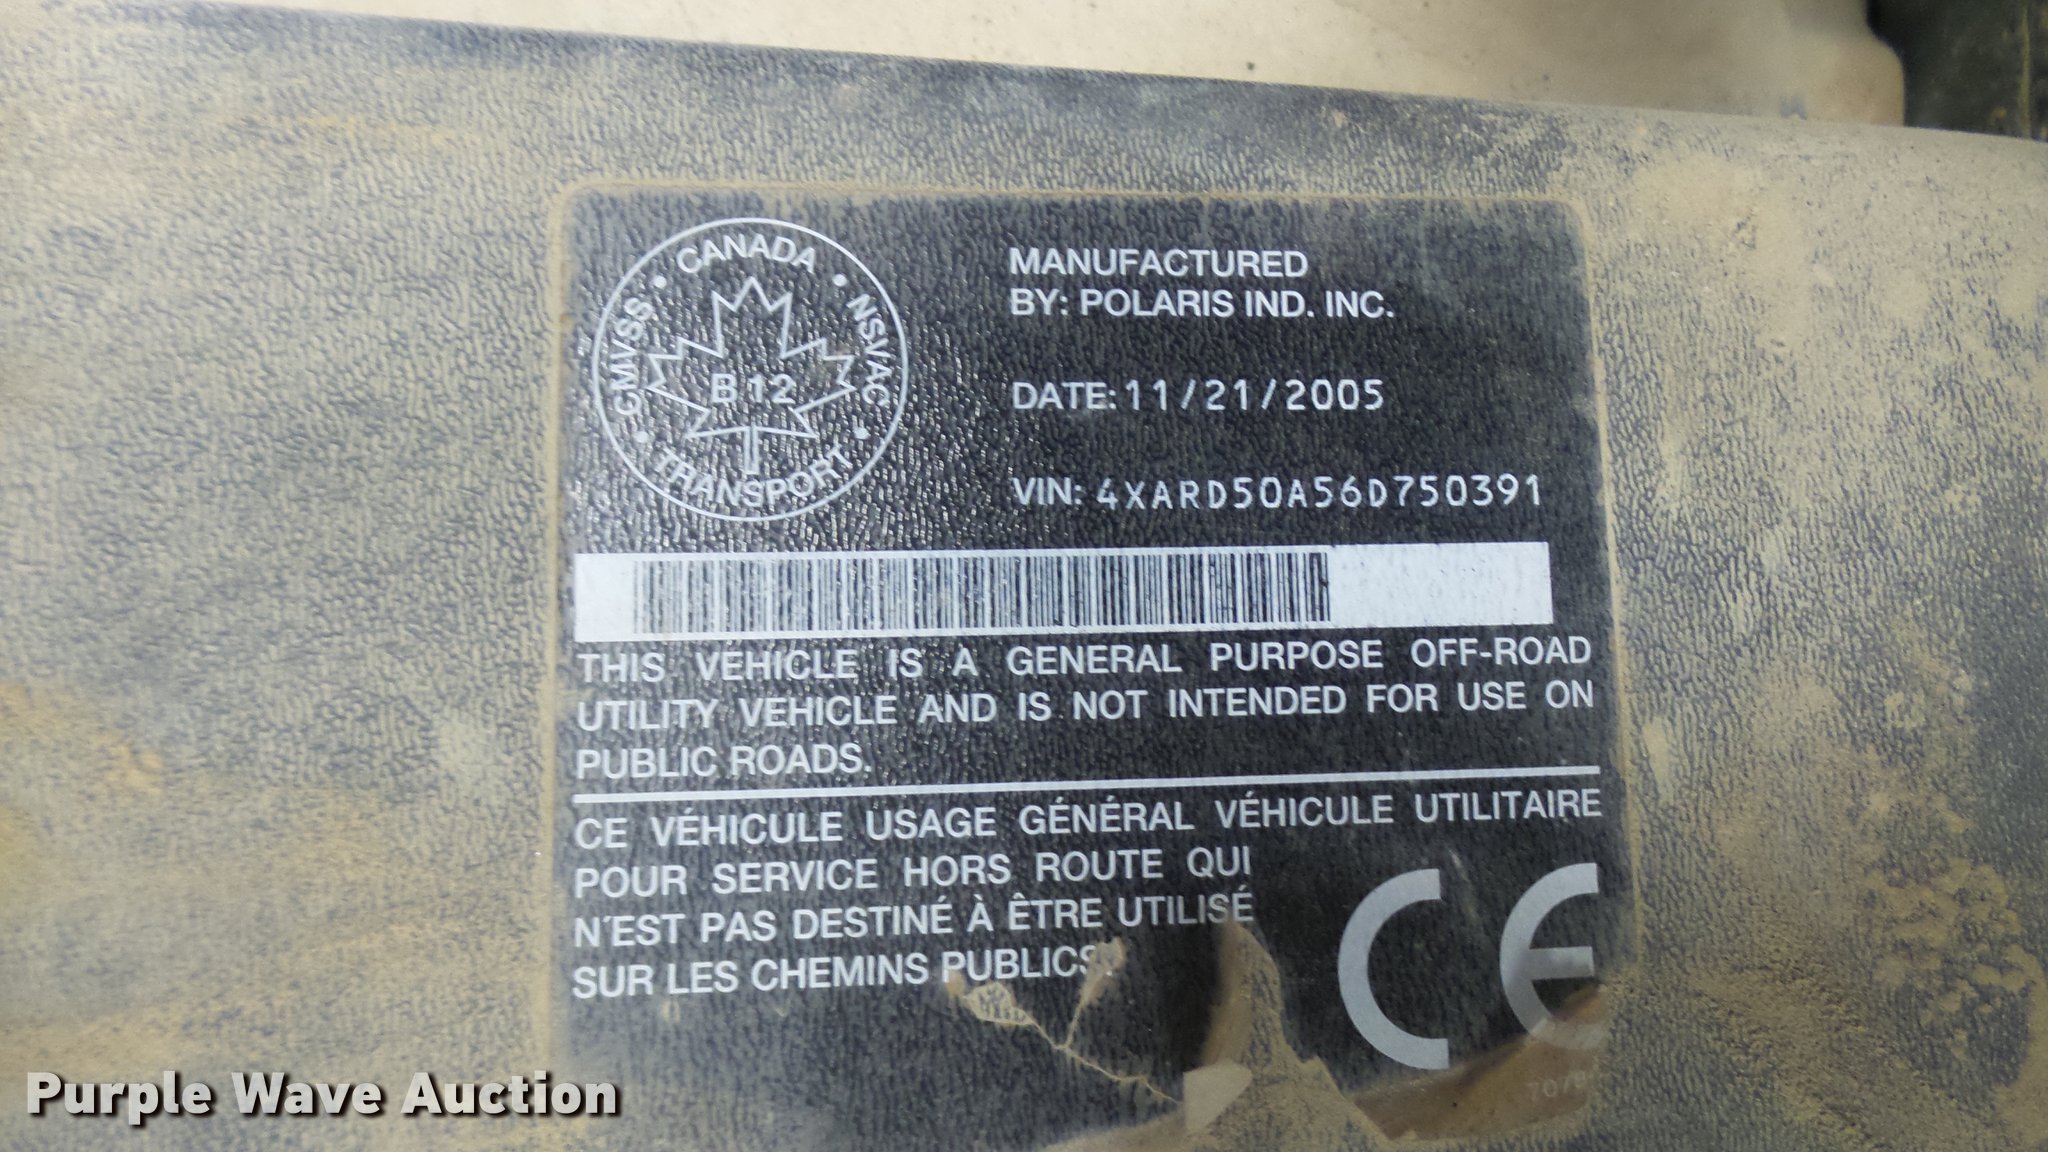 CANADA
CMVSS
NSVAC
B 12
TRANSPORT
MANUFACTURED
BY: POLARIS IND. INC.
DATE: 11/21/2005
VIN: 4XARD50A56D750391
THIS VEHICLE IS A GENERAL PURPOSE OFF-ROAD
UTILITY VEHICLE AND IS NOT INTENDED FOR USE ON
PUBLIC ROADS.
CE VÉHICULE USAGE GÉNÉRAL VÉHICULE UTILITAIRE
POUR SERVICE HORS ROUTE QUI
N'EST PAS DESTINÉ À ÊTRE UTILISÉ
SUR LES CHEMINS PUBLICS.
CE
Purple Wave Auction